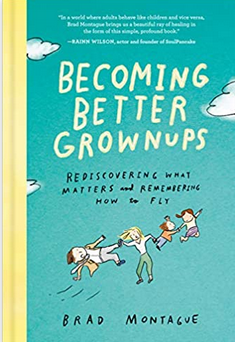 "In a world where adults behave like children and vice versa,
Brad Montague brings us a beautiful ray of healing in
the form of this simple, profound book."
—RAINN WILSON, actor and founder of SoulPancake
BECOMING
BETTER
GROWNUPS
REDISCOVERING WHAT
MATTERS and REMEMBERING
HOW to FLY
BRAD MONTAGUE